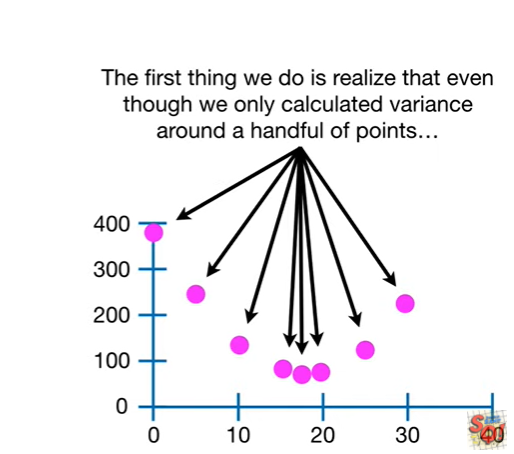 The first thing we do is realize that even
though we only calculated variance
around a handful of points…
400
300
200
100
0
0 10 20 30 40